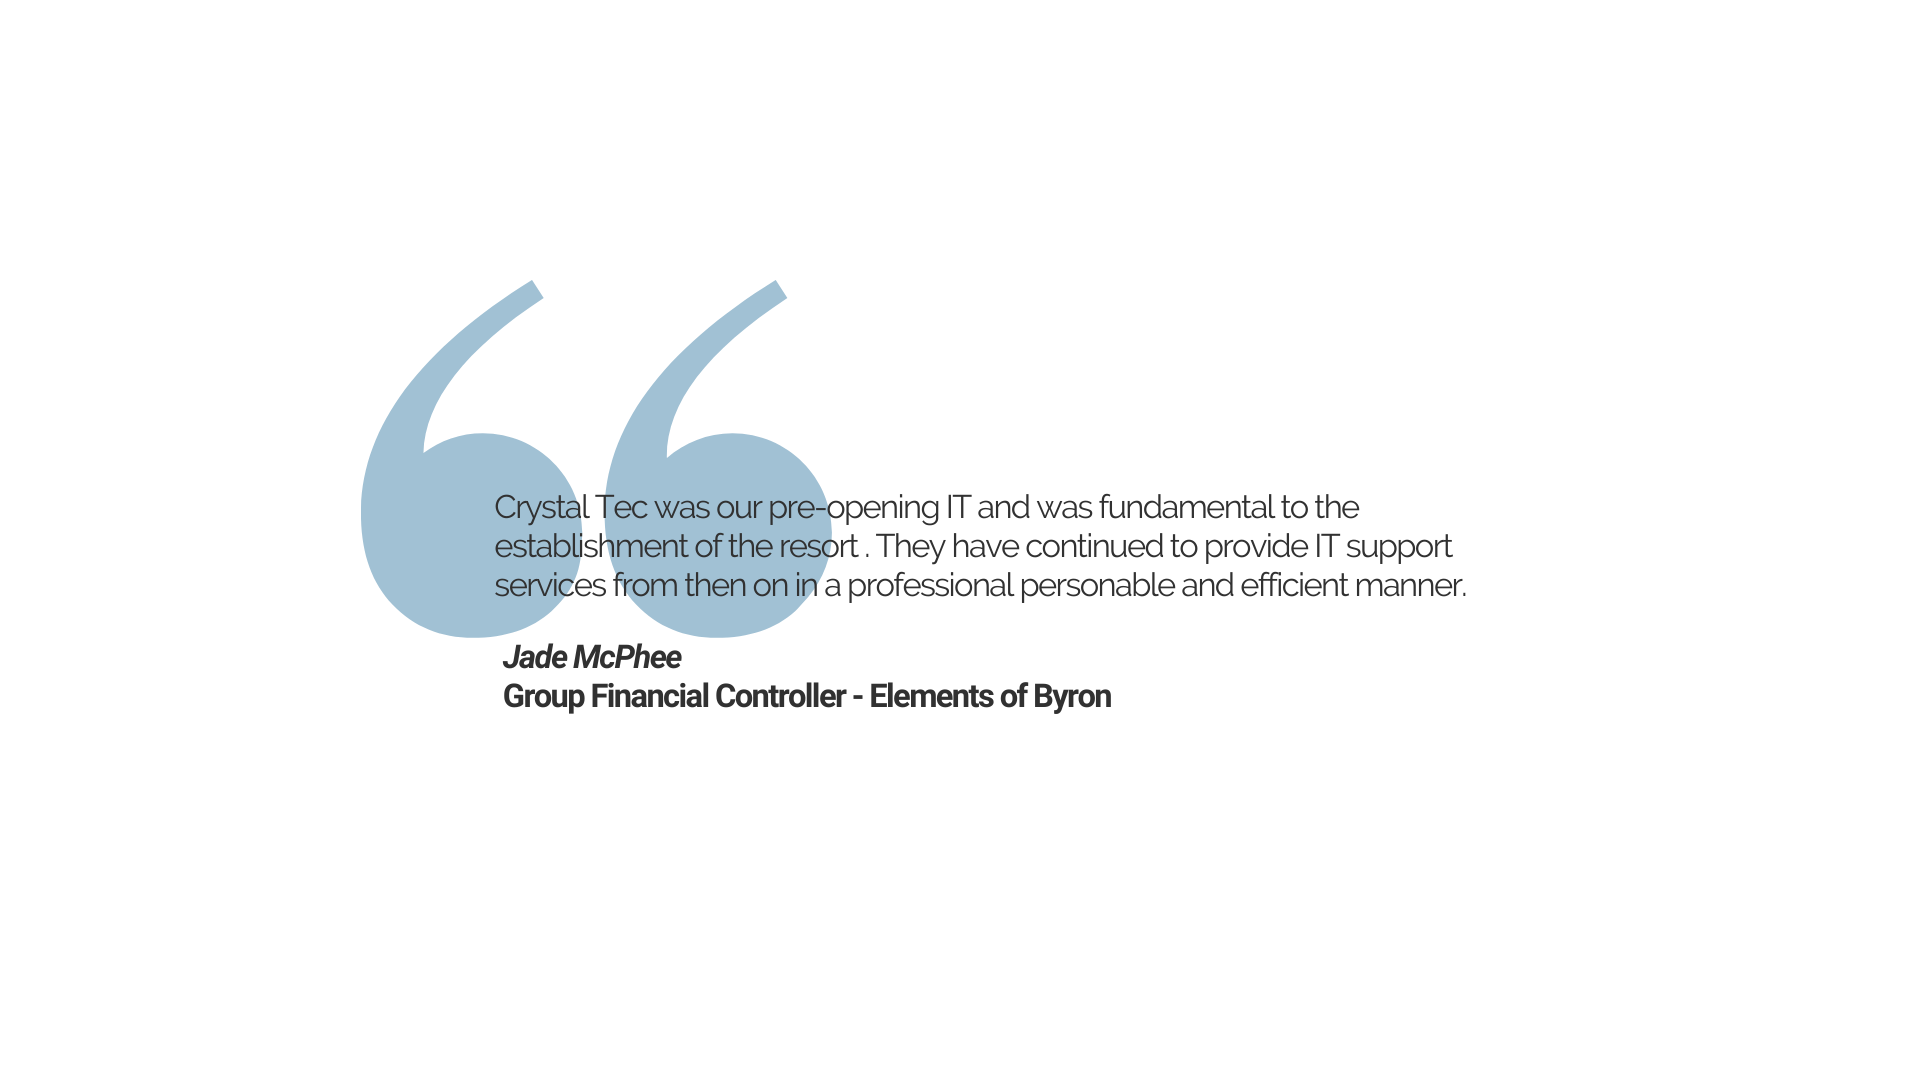 Crystal Tec was our pre-opening IT and was fundamental to the
establishment of the resort . They have continued to provide IT support
services from then on in a professional personable and efficient manner.
Jade McPhee
Group Financial Controller - Elements of Byron